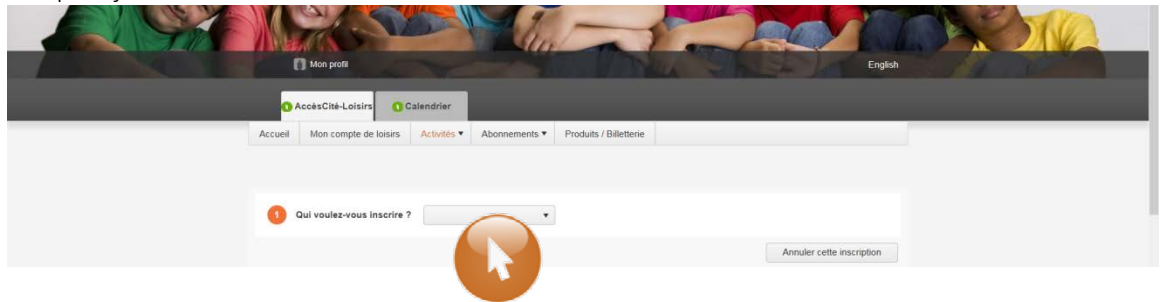 Mon profil English
AccèsCité-Loisirs Calendrier
Accueil Mon compte de loisirs Activités Abonnements Produits / Billetterie
1 Qui voulez-vous inscrire ?
Annuler cette inscription